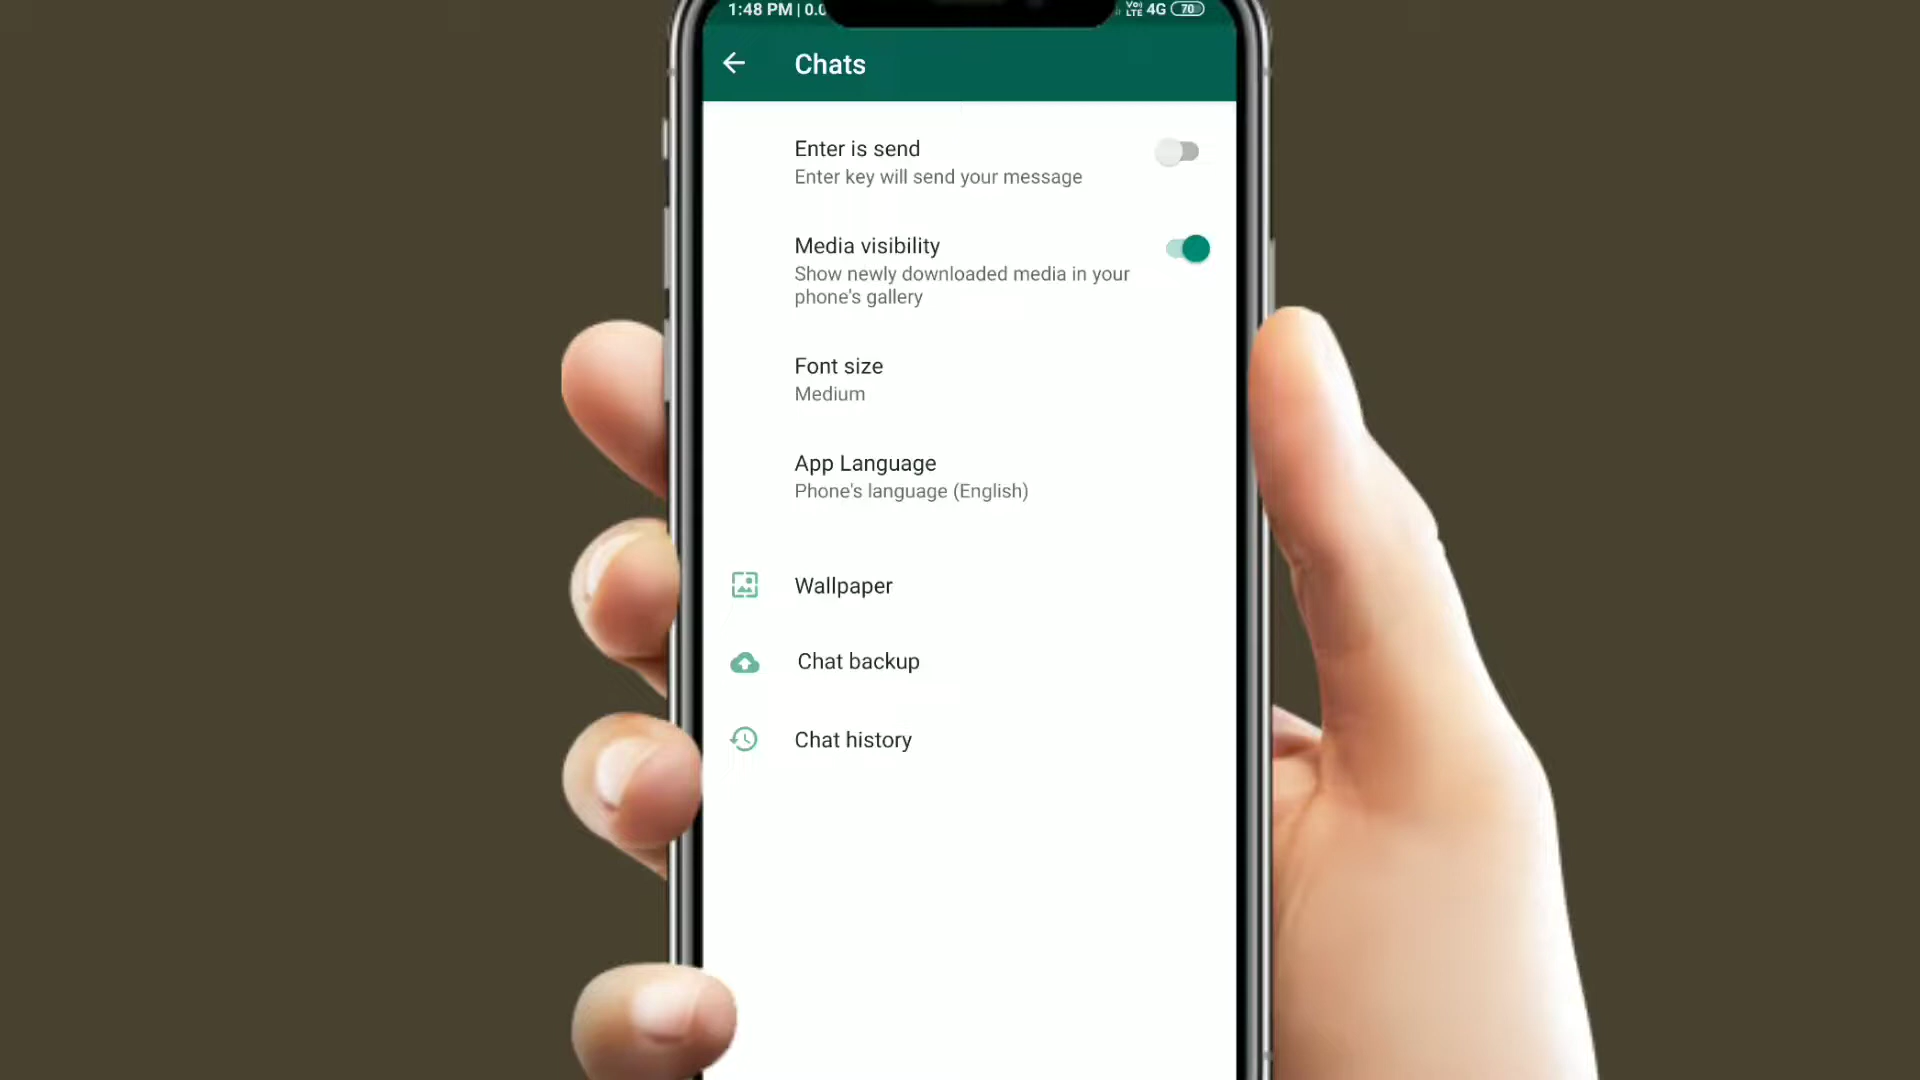 1:48 PM | 0.0
Vo) LTE 4G 70
Chats
Enter is send
Enter key will send your message
Media visibility
Show newly downloaded media in your
phone's gallery
Font size
Medium
App Language
Phone's language (English)
Wallpaper
Chat backup
Chat history